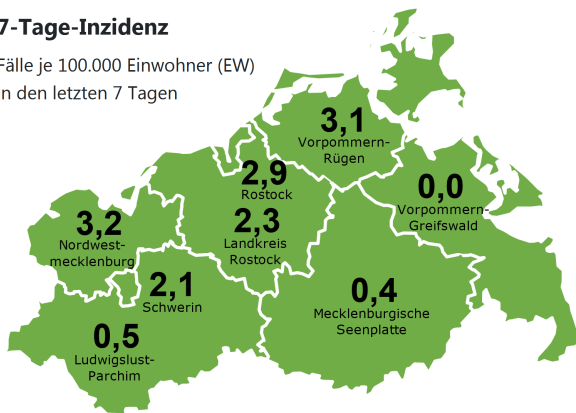 7-Tage-Inzidenz
Fälle je 100.000 Einwohner (EW)
in den letzten 7 Tagen
3,1
Vorpommern-
Rügen
2,9
Rostock
0,0
Vorpommern-
Greifswald
3,2
Nordwest-
mecklenburg
2,3
Landkreis
Rostock
2,1
Schwerin
0,4
Mecklenburgische
Seenplatte
0,5
Ludwigslust-
Parchim